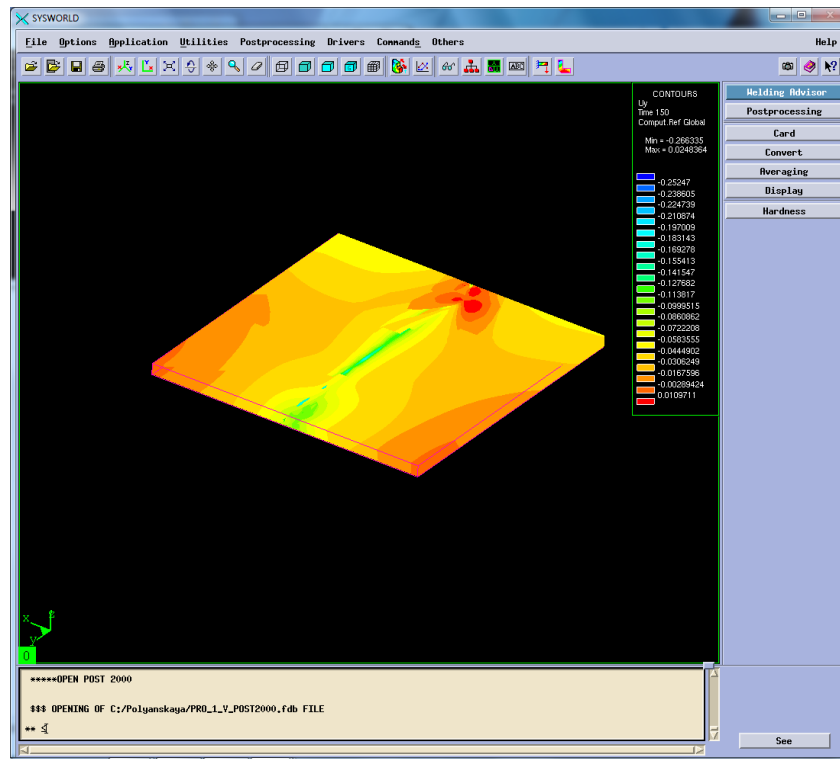 SYSWORLD
File Options Application Utilities Postprocessing Drivers Commands Others Help
CONTOURS
Uy
Time 150
Comput.Ref Global
Min = -0.266335
Max = 0.0248364
-0.25247
-0.238605
-0.224739
-0.210874
-0.197009
-0.183143
-0.169278
-0.155413
-0.141547
-0.127682
-0.113817
-0.0999515
-0.0860862
-0.0722208
-0.0583555
-0.0444902
-0.0306249
-0.0167596
-0.00289424
0.0109711
Welding Advisor
Postprocessing
Card
Convert
Averaging
Display
Hardness
x
y
0
*****OPEN POST 2000
$$$ OPENING OF C:/Polyanskaya/PRO_1_V_POST2000.fdb FILE
**
See